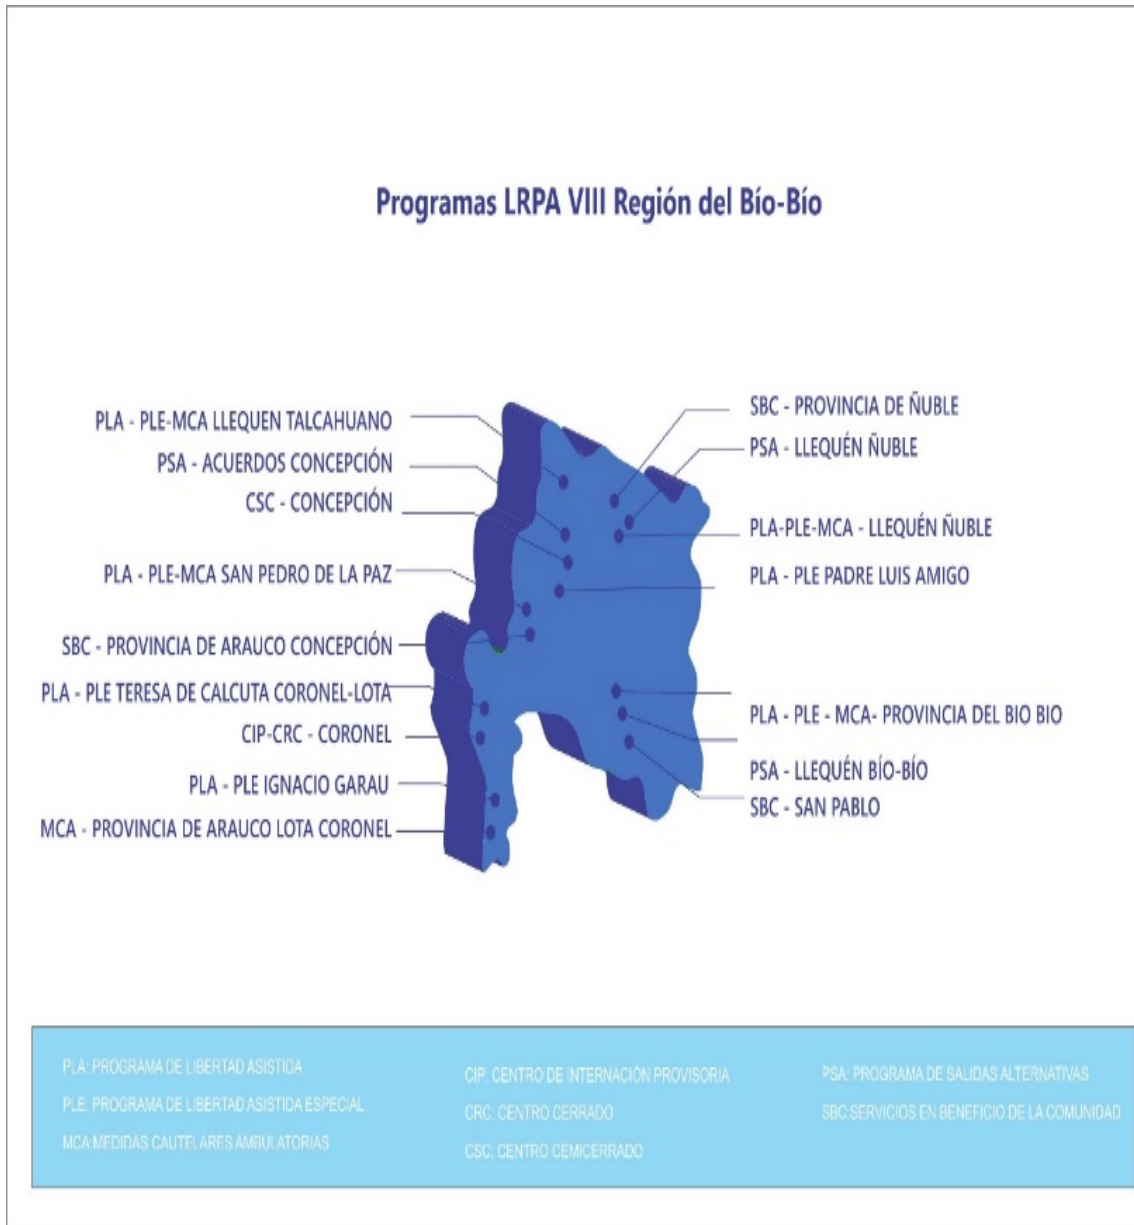 Programas LRPA VIII Región del Bío-Bío
PLA - PLE-MCA LLEQUEN TALCAHUANO
PSA - ACUERDOS CONCEPCIÓN
CSC - CONCEPCIÓN
PLA - PLE-MCA SAN PEDRO DE LA PAZ
SBC - PROVINCIA DE ARAUCO CONCEPCIÓN
PLA - PLE TERESA DE CALCUTA CORONEL-LOTA
CIP-CRC - CORONEL
PLA - PLE IGNACIO GARAU
MCA - PROVINCIA DE ARAUCO LOTA CORONEL
SBC - PROVINCIA DE ÑUBLE
PSA - LLEQUÉN ÑUBLE
PLA-PLE-MCA - LLEQUÉN ÑUBLE
PLA - PLE PADRE LUIS AMIGO
PLA - PLE - MCA- PROVINCIA DEL BIO BIO
PSA - LLEQUÉN BÍO-BÍO
SBC - SAN PABLO
PLA: PROGRAMA DE LIBERTAD ASISTIDA
PLE: PROGRAMA DE LIBERTAD ASISTIDA ESPECIAL
MCA:MEDIDAS CAUTELARES AMBULATORIAS
CIP: CENTRO DE INTERNACIÓN PROVISORIA
CRC: CENTRO CERRADO
CSC: CENTRO CEMICERRADO
PSA: PROGRAMA DE SALIDAS ALTERNATIVAS
SBC:SERVICIOS EN BENEFICIO DE LA COMUNIDAD